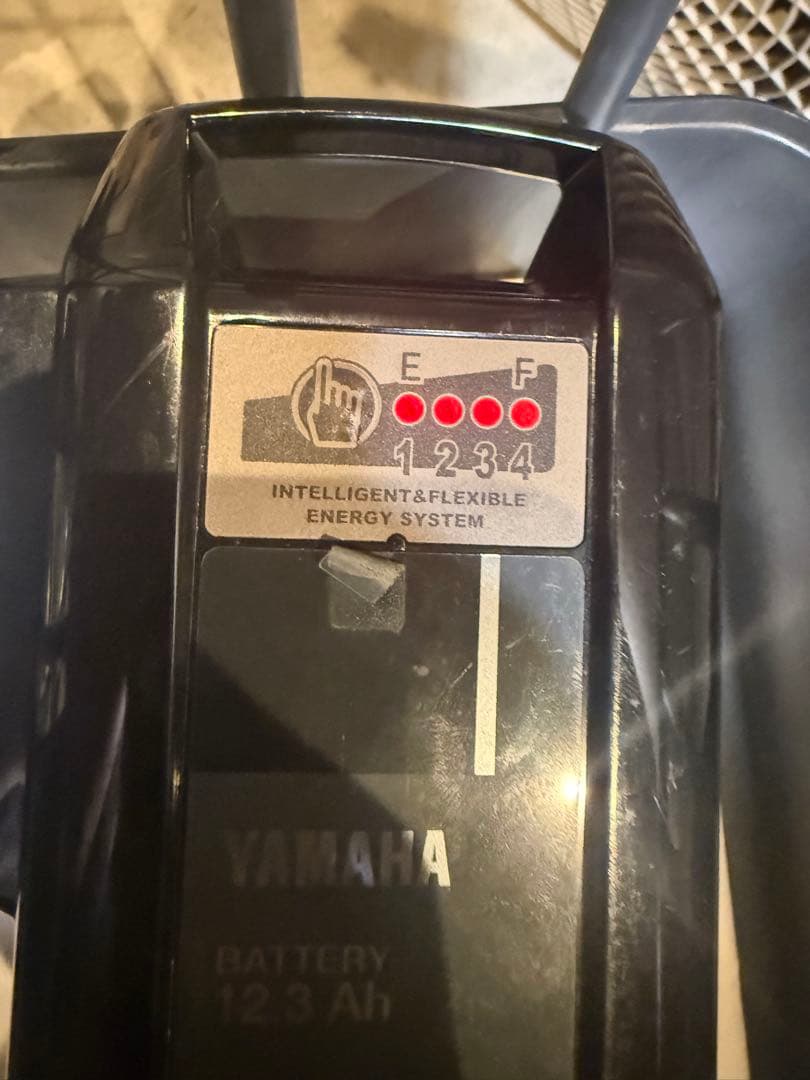 E F
1 2 3 4
INTELLIGENT&FLEXIBLE
ENERGY SYSTEM
YAMAHA
BATTERY
12.3 Ah